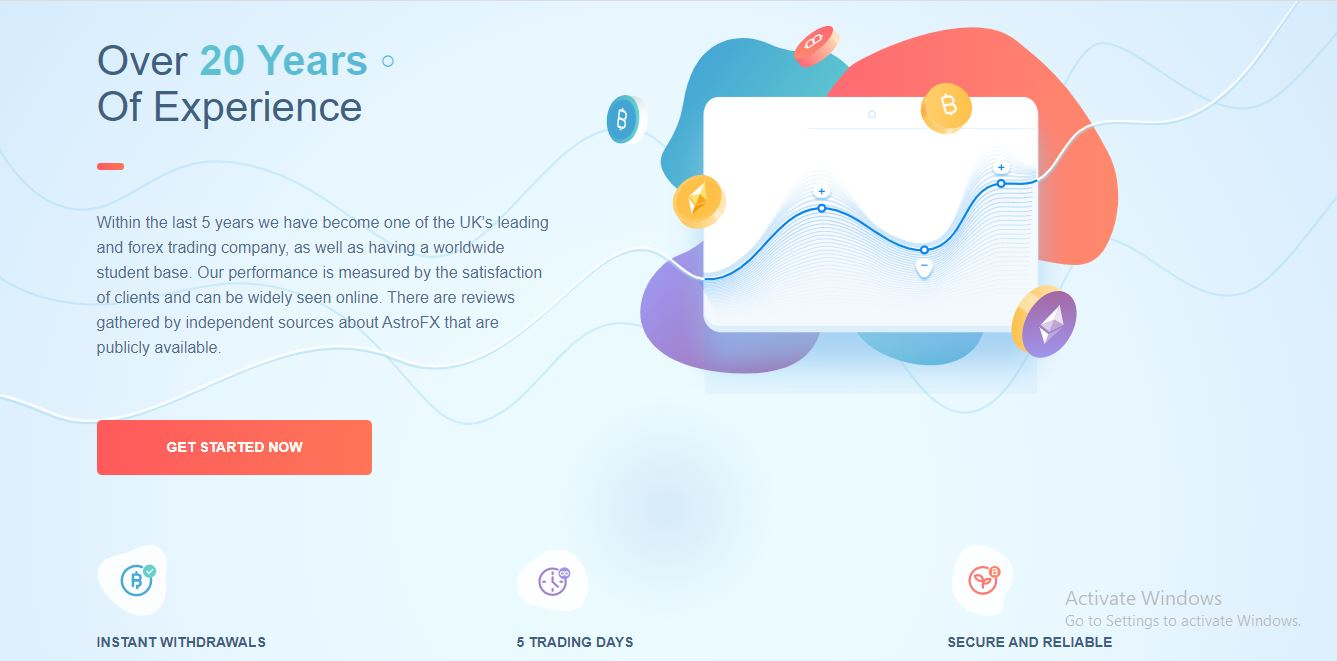 Over 20 Years
Of Experience
Within the last 5 years we have become one of the UK's leading
and forex trading company, as well as having a worldwide
student base. Our performance is measured by the satisfaction
of clients and can be widely seen online. There are reviews
gathered by independent sources about AstroFX that are
publicly available.
GET STARTED NOW
INSTANT WITHDRAWALS
5 TRADING DAYS
SECURE AND RELIABLE
Activate Windows
Go to Settings to activate Windows.